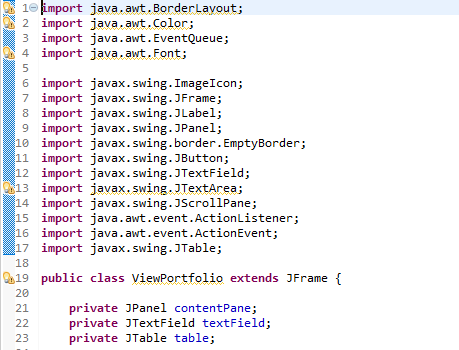 1 import java.awt.BorderLayout;
2 import java.awt.Color;
3 import java.awt.EventQueue;
4 import java.awt.Font;
5
6 import javax.swing.ImageIcon;
7 import javax.swing.JFrame;
8 import javax.swing.JLabel;
9 import javax.swing.JPanel;
10 import javax.swing.border.EmptyBorder;
11 import javax.swing.JButton;
12 import javax.swing.JTextField;
13 import javax.swing.JTextArea;
14 import javax.swing.JScrollPane;
15 import java.awt.event.ActionListener;
16 import java.awt.event.ActionEvent;
17 import javax.swing.JTable;
18
19 public class ViewPortfolio extends JFrame {
20
21 private JPanel contentPane;
22 private JTextField textField;
23 private JTable table;